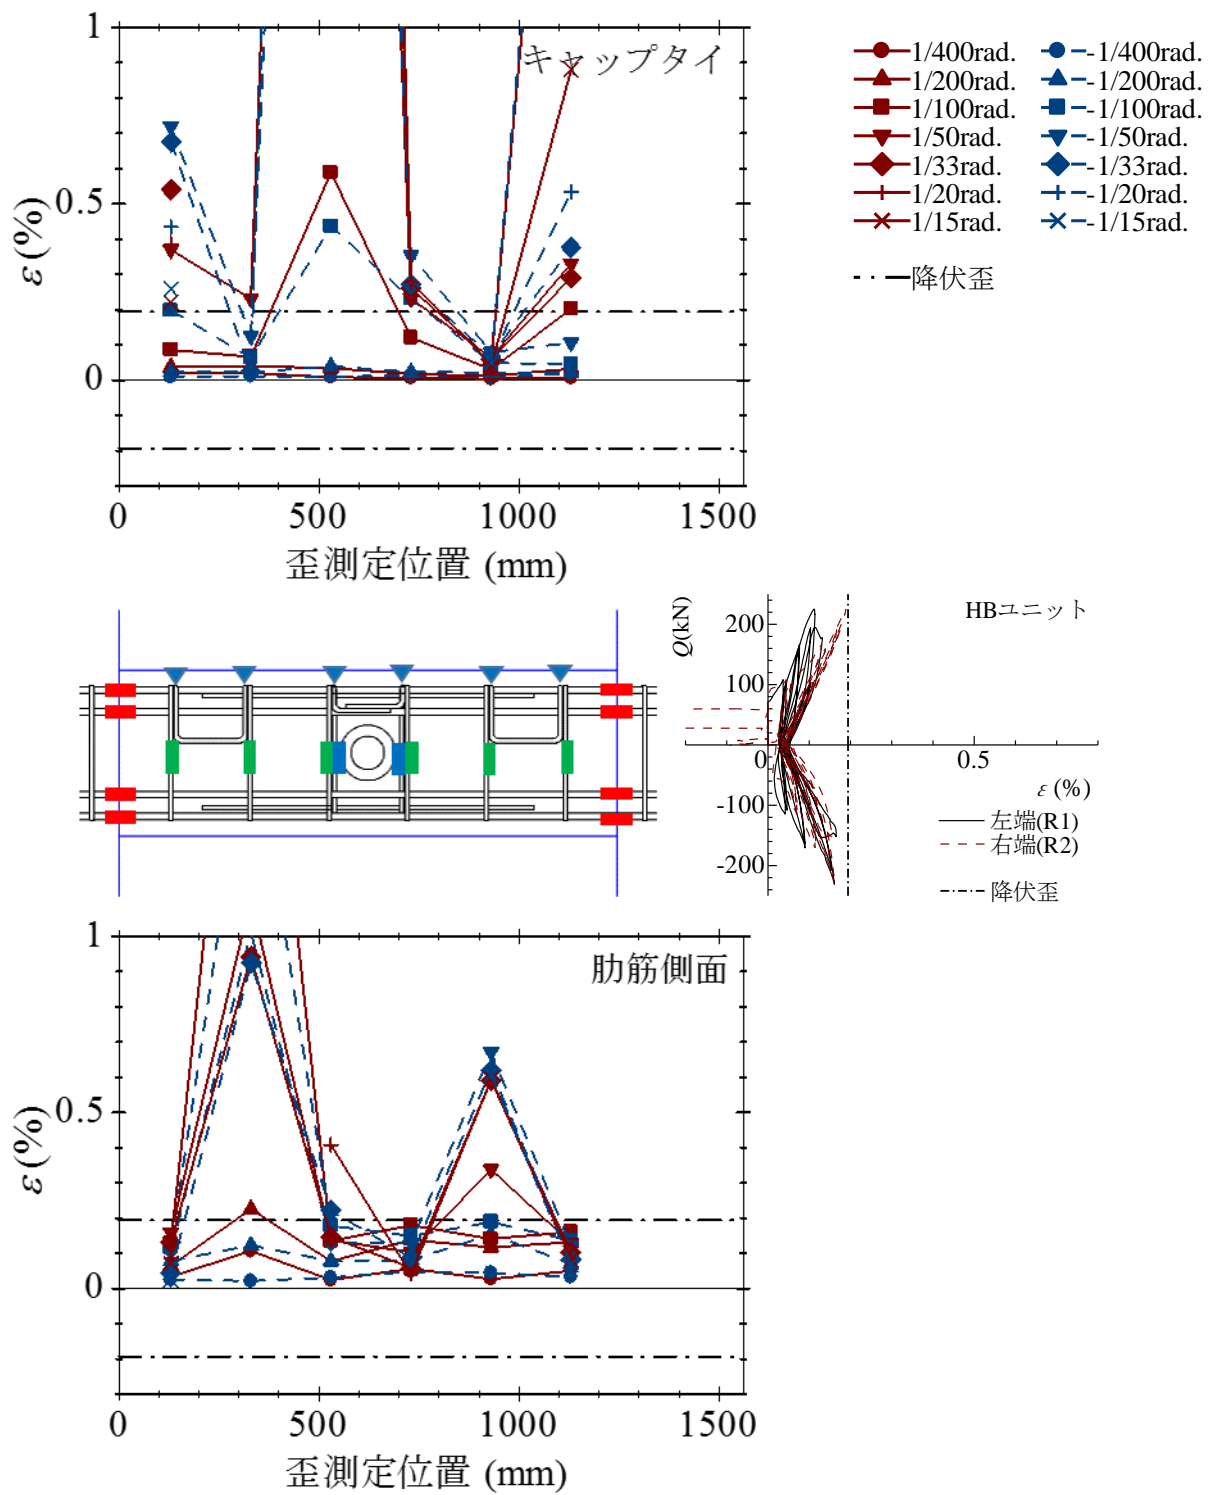 1
キャップタイ
0.5
0
ε(%)
0 500 1000 1500
歪測定位置 (mm)
1/400rad. -1/400rad.
1/200rad. -1/200rad.
1/100rad. -1/100rad.
1/50rad. -1/50rad.
1/33rad. -1/33rad.
1/20rad. -1/20rad.
1/15rad. -1/15rad.
降伏歪
Q(kN)
HBユニット
200
100
0 0.5
ε (%)
-100
-200
左端(R1)
右端(R2)
降伏歪
1
肋筋側面
0.5
0
ε(%)
0 500 1000 1500
歪測定位置 (mm)